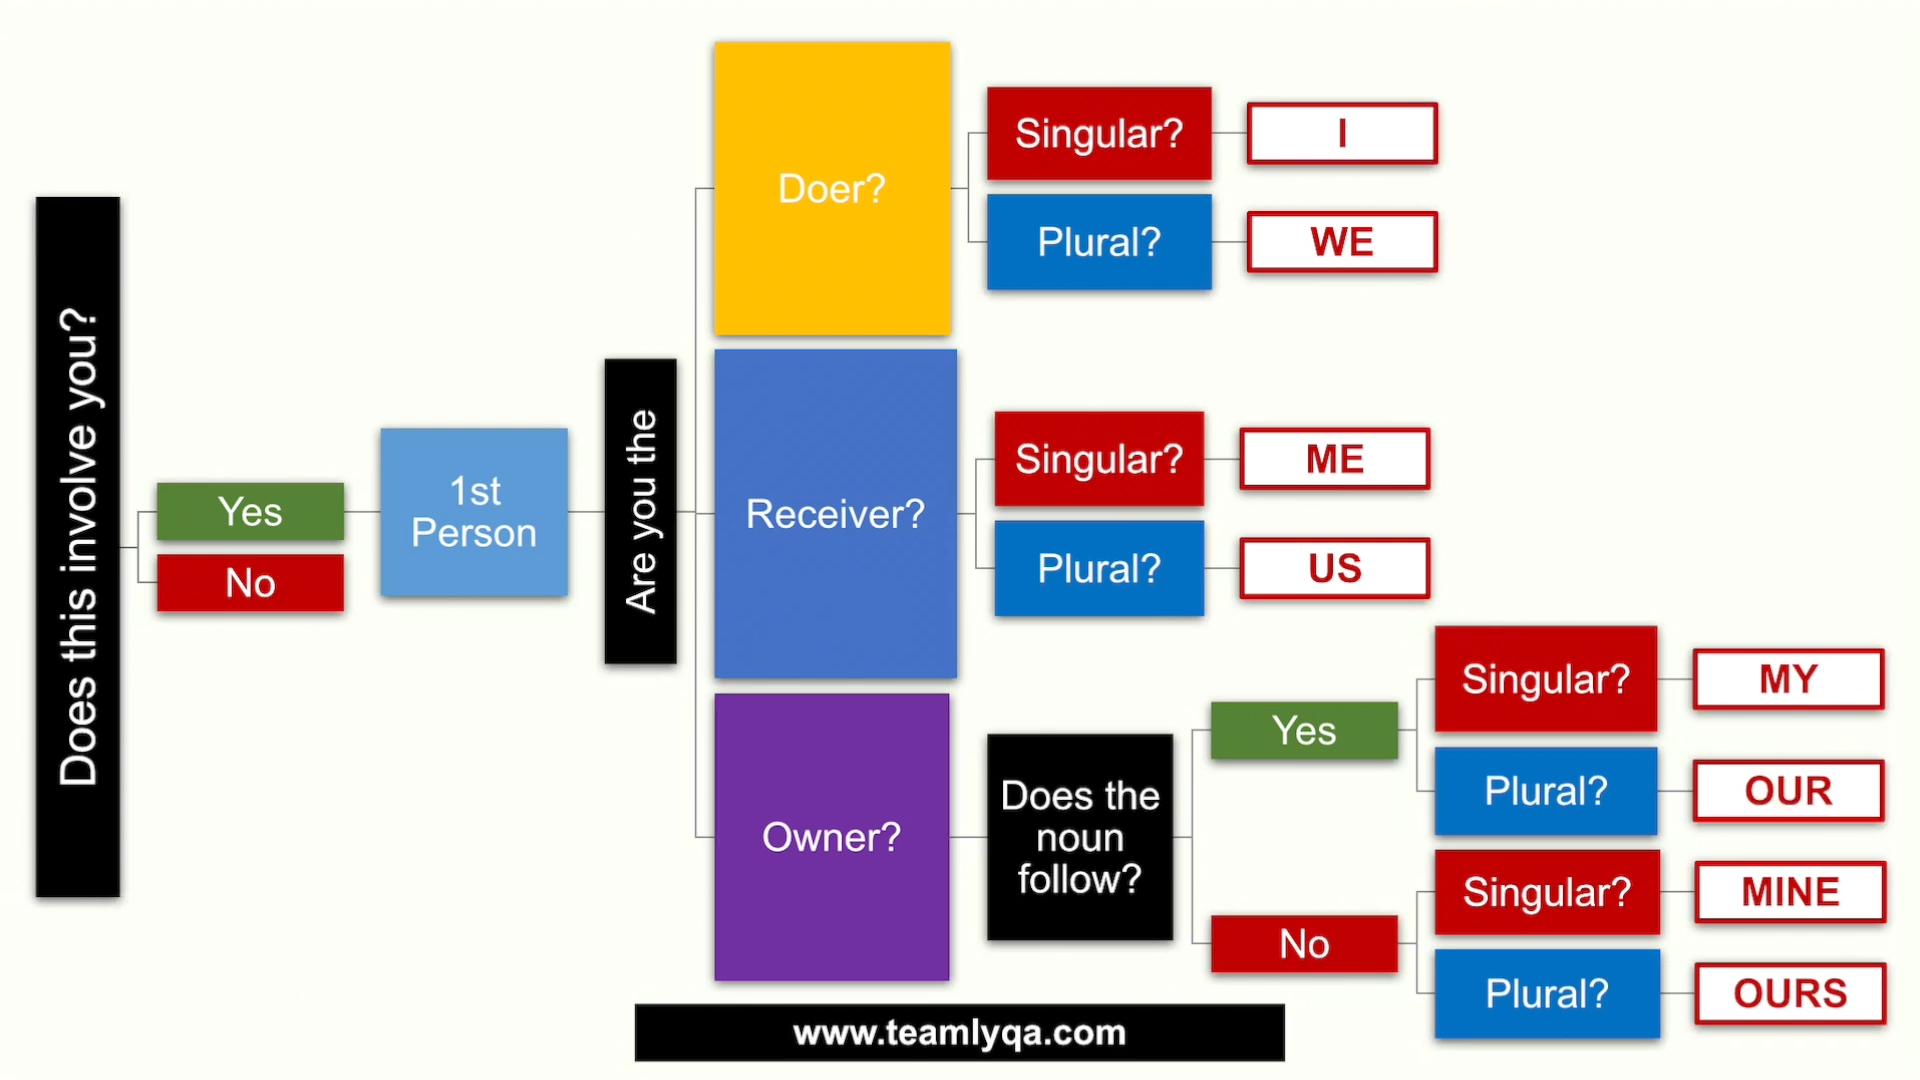 Does this involve you?
Yes
No
1st
Person
Are you the
Doer?
Singular?
I
Plural?
WE
Receiver?
Singular?
ME
Plural?
US
Owner?
Does the
noun
follow?
Yes
Singular?
MY
Plural?
OUR
No
Singular?
MINE
Plural?
OURS
www.teamlyqa.com